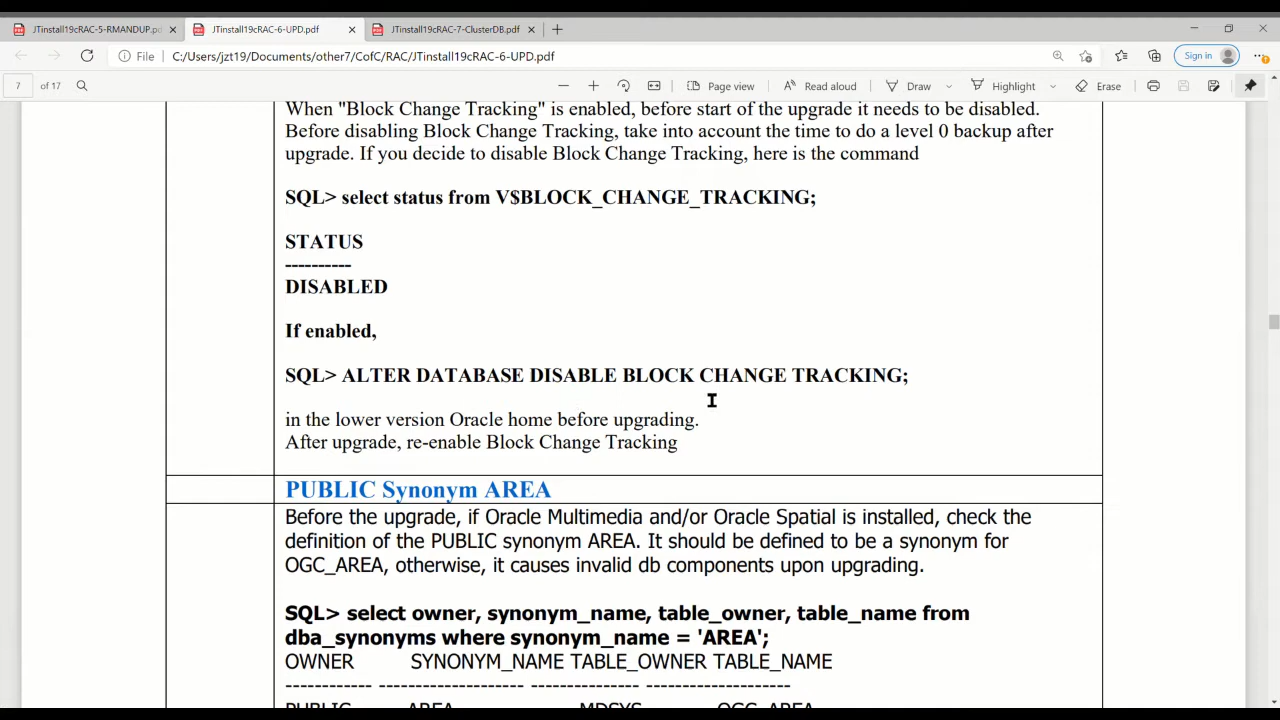 JTinstall19cRAC-5-RMANDUP.pd
JTinstall19cRAC-6-UPD.pdf
JTinstall19cRAC-7-ClusterDB.pdf
File
C:/Users/jzt19/Documents/other7/CofC/RAC/JTinstall19cRAC-6-UPD.pdf
Sign in
7 of 17
Page view
Read aloud
Draw
Highlight
Erase
When "Block Change Tracking" is enabled, before start of the upgrade it needs to be disabled.
Before disabling Block Change Tracking, take into account the time to do a level 0 backup after
upgrade. If you decide to disable Block Change Tracking, here is the command
SQL> select status from V$BLOCK_CHANGE_TRACKING;
STATUS
----------
DISABLED
If enabled,
SQL> ALTER DATABASE DISABLE BLOCK CHANGE TRACKING;
in the lower version Oracle home before upgrading.
After upgrade, re-enable Block Change Tracking
PUBLIC Synonym AREA
Before the upgrade, if Oracle Multimedia and/or Oracle Spatial is installed, check the
definition of the PUBLIC synonym AREA. It should be defined to be a synonym for
OGC_AREA, otherwise, it causes invalid db components upon upgrading.
SQL> select owner, synonym_name, table_owner, table_name from
dba_synonyms where synonym_name = 'AREA';
OWNER SYNONYM_NAME TABLE_OWNER TABLE_NAME
------------ -------------------- --------------- --------------------
PUBLIC AREA MDSYS OGC_AREA